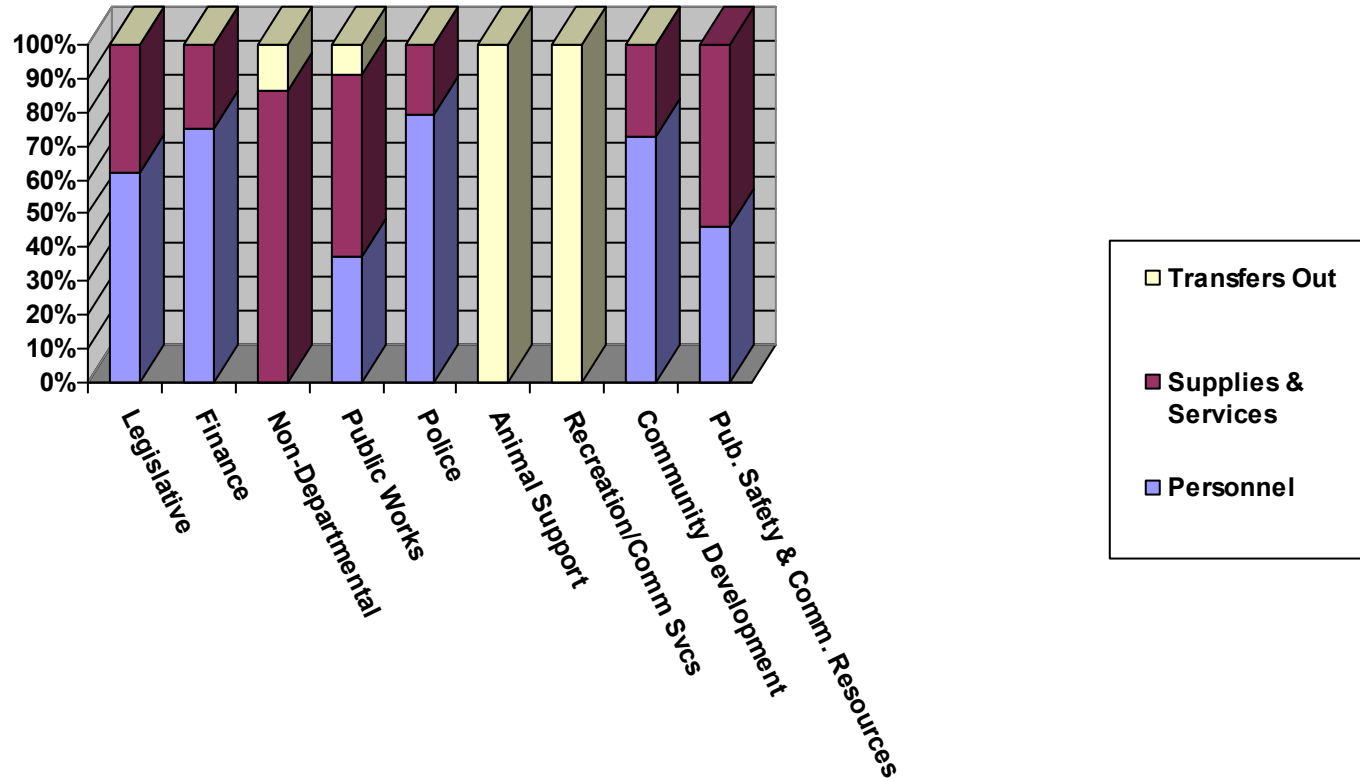 100%
90%
80%
70%
60%
50%
40%
30%
20%
10%
0%
Legislative
Finance
Non-Departmental
Public Works
Police
Animal Support
Recreation/Comm Svcs
Community Development
Pub. Safety & Comm. Resources
Transfers Out
Supplies &
Services
Personnel